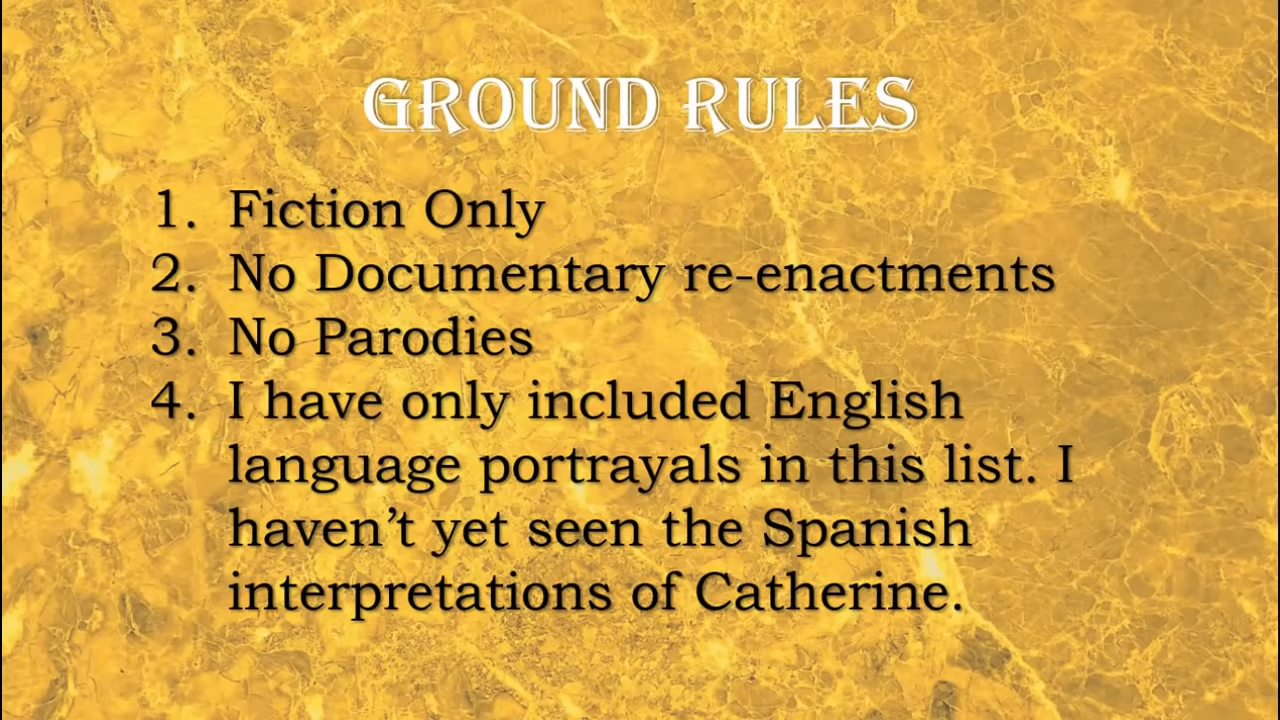 GROUND RULES
1. Fiction Only
2. No Documentary re-enactments
3. No Parodies
4. I have only included English
language portrayals in this list. I
haven’t yet seen the Spanish
interpretations of Catherine.